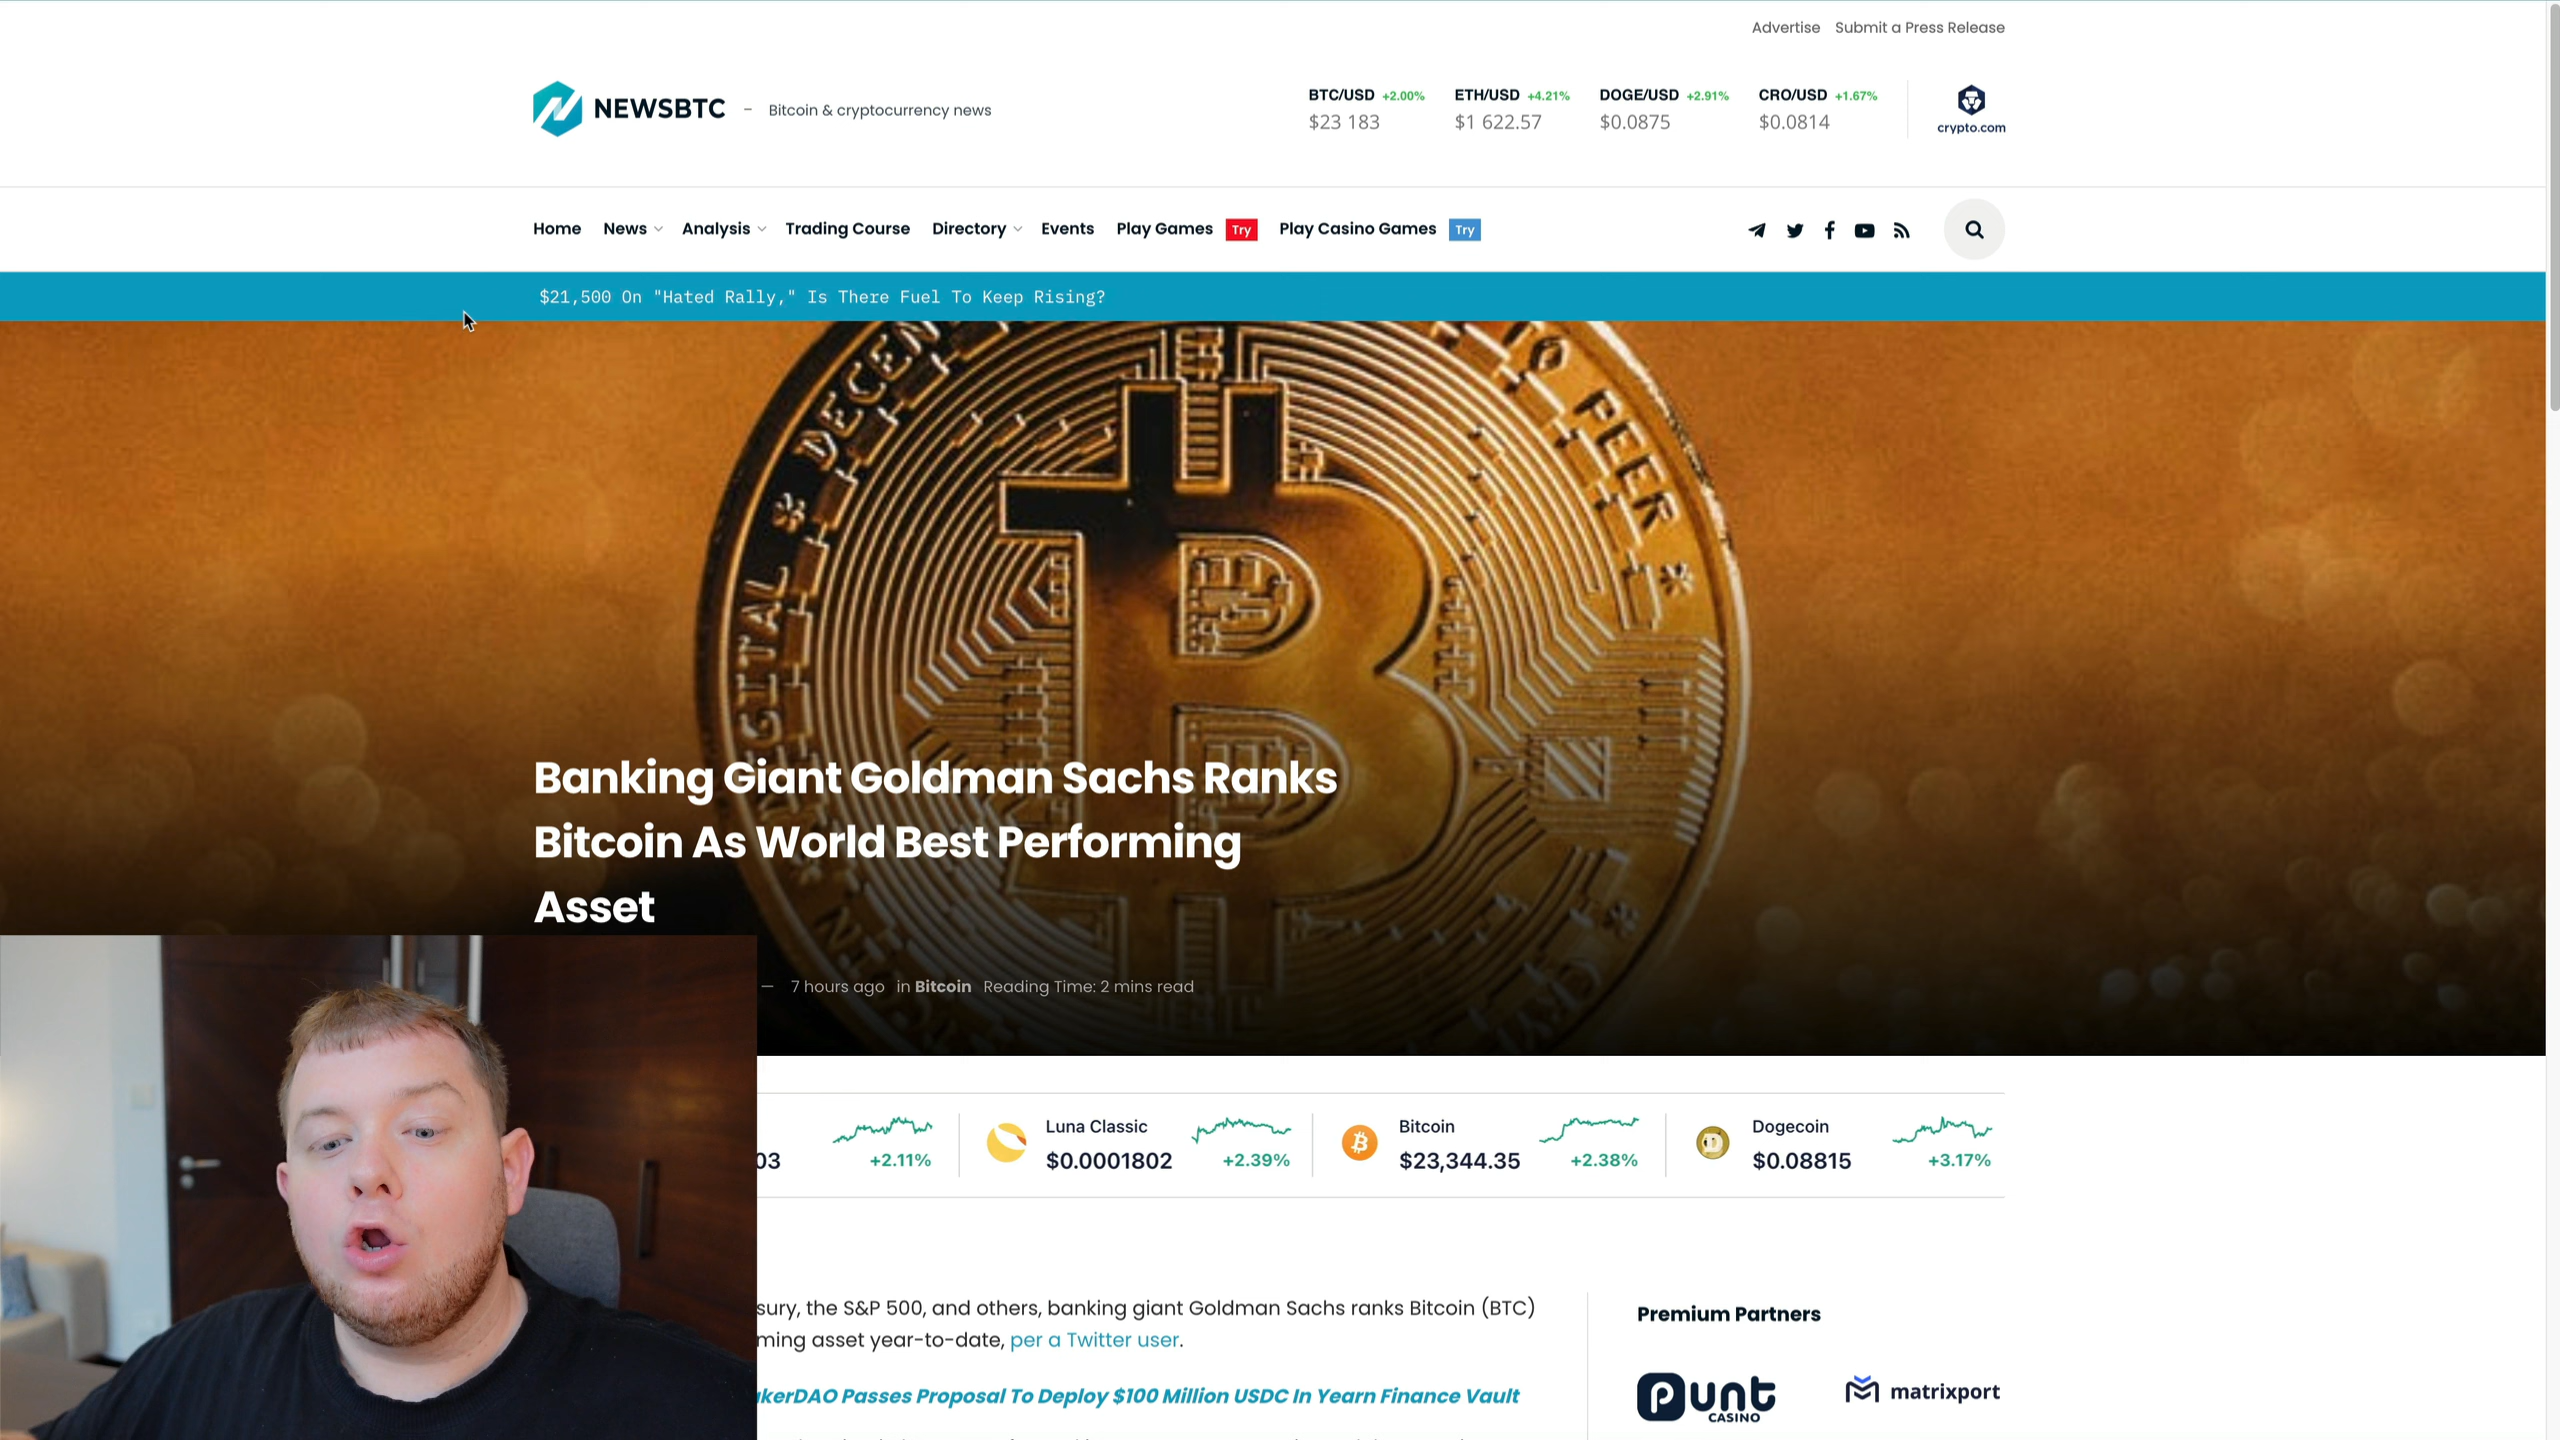 Advertise Submit a Press Release
NEWSBTC – Bitcoin & cryptocurrency news
BTC/USD +2.00% ETH/USD +4.21% DOGE/USD +2.91% CRO/USD +1.67%
$23 183 $1 622.57 $0.0875 $0.0814
crypto.com
Home News Analysis Trading Course Directory Events Play Games Try Play Casino Games Try
$21,500 On "Hated Rally," Is There Fuel To Keep Rising?
DECEN
TO PEER
DIGITAL
Banking Giant Goldman Sachs Ranks
Bitcoin As World Best Performing
Asset
— 7 hours ago in Bitcoin Reading Time: 2 mins read
03 +2.11%
Luna Classic
$0.0001802 +2.39%
Bitcoin
$23,344.35 +2.38%
Dogecoin
$0.08815 +3.17%
sury, the S&P 500, and others, banking giant Goldman Sachs ranks Bitcoin (BTC)
ming asset year-to-date, per a Twitter user.
kerDAO Passes Proposal To Deploy $100 Million USDC In Yearn Finance Vault
Premium Partners
Punt
CASINO
matrixport